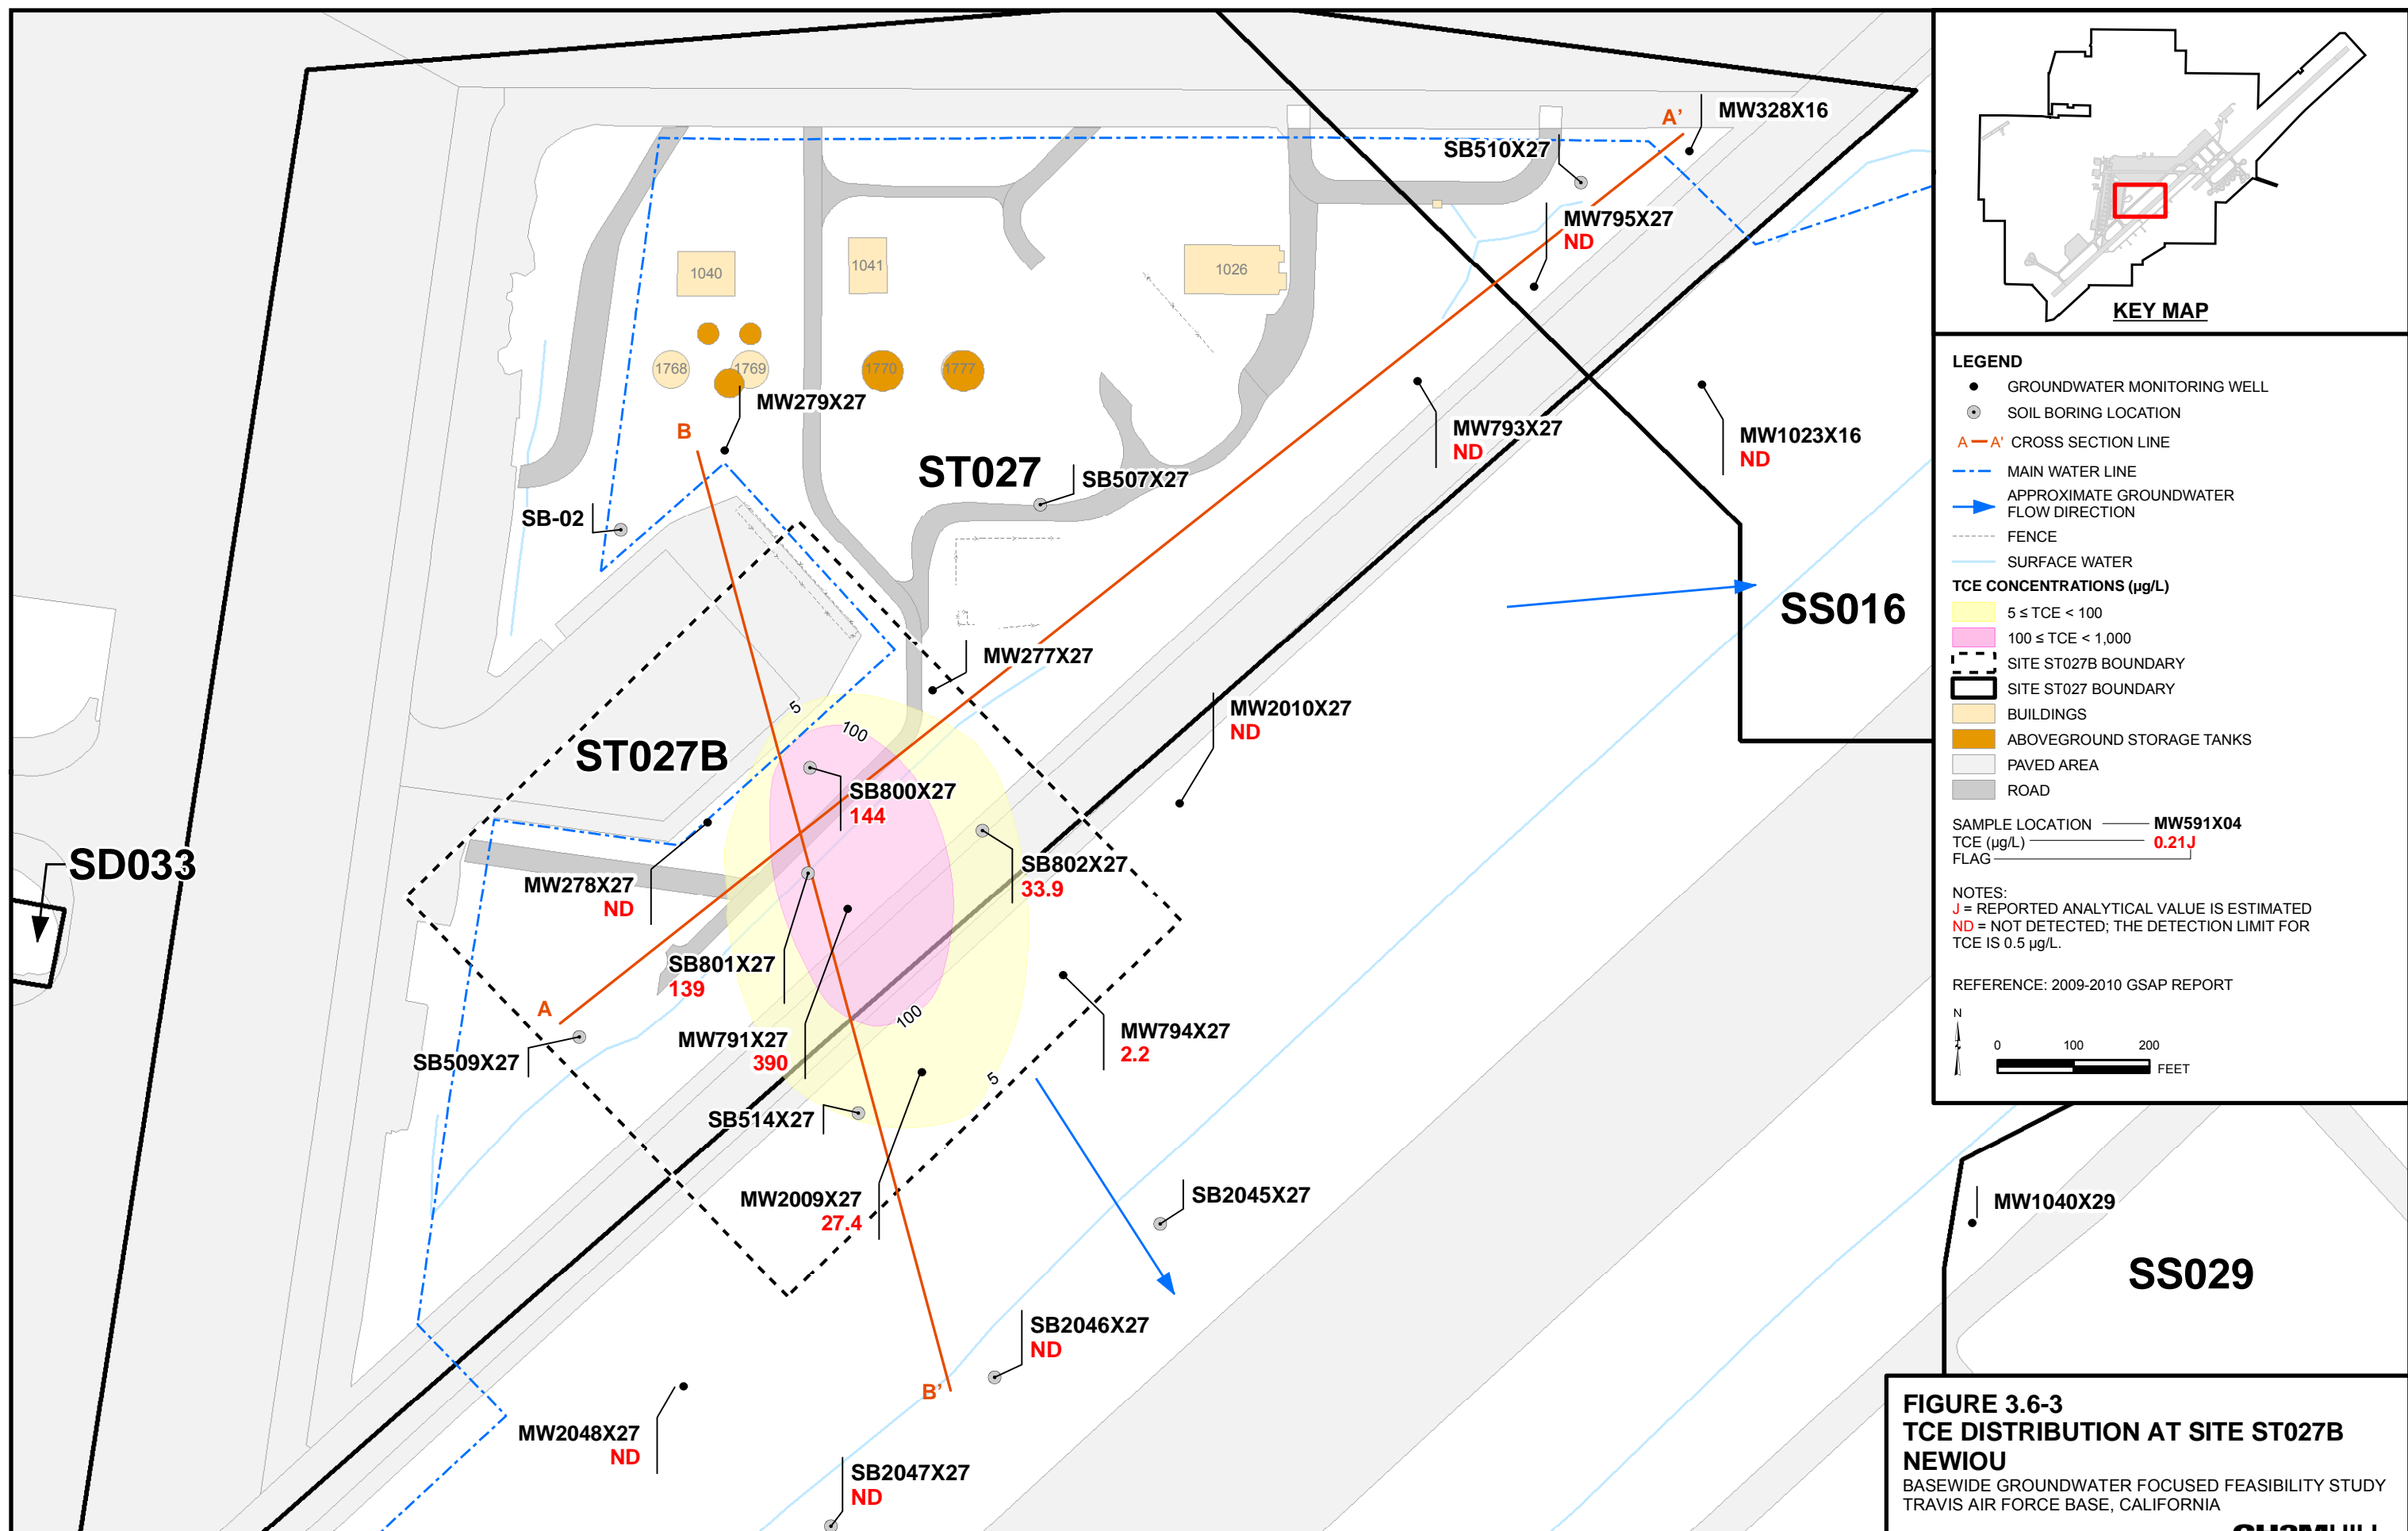 A'
MW328X16
SB510X27
MW795X27
ND
1040
1041
1026
1768
1769
1770
1777
MW279X27
B
ST027
SB507X27
MW793X27
ND
MW1023X16
ND
SB-02
SS016
MW277X27
MW2010X27
ND
5
100
ST027B
SB800X27
144
SD033
SB802X27
33.9
MW278X27
ND
SB801X27
139
A
100
MW791X27
390
MW794X27
2.2
SB509X27
5
SB514X27
MW2009X27
27.4
SB2045X27
MW1040X29
SS029
SB2046X27
ND
B'
MW2048X27
ND
SB2047X27
ND
KEY MAP
LEGEND
GROUNDWATER MONITORING WELL
SOIL BORING LOCATION
A A' CROSS SECTION LINE
MAIN WATER LINE
APPROXIMATE GROUNDWATER
FLOW DIRECTION
FENCE
SURFACE WATER
TCE CONCENTRATIONS (µg/L)
5 ≤ TCE < 100
100 ≤ TCE < 1,000
SITE ST027B BOUNDARY
SITE ST027 BOUNDARY
BUILDINGS
ABOVEGROUND STORAGE TANKS
PAVED AREA
ROAD
SAMPLE LOCATION MW591X04
TCE (µg/L) 0.21J
FLAG
NOTES:
J = REPORTED ANALYTICAL VALUE IS ESTIMATED
ND = NOT DETECTED; THE DETECTION LIMIT FOR
TCE IS 0.5 µg/L.
REFERENCE: 2009-2010 GSAP REPORT
N
0 100 200
FEET
FIGURE 3.6-3
TCE DISTRIBUTION AT SITE ST027B
NEWIOU
BASEWIDE GROUNDWATER FOCUSED FEASIBILITY STUDY
TRAVIS AIR FORCE BASE, CALIFORNIA